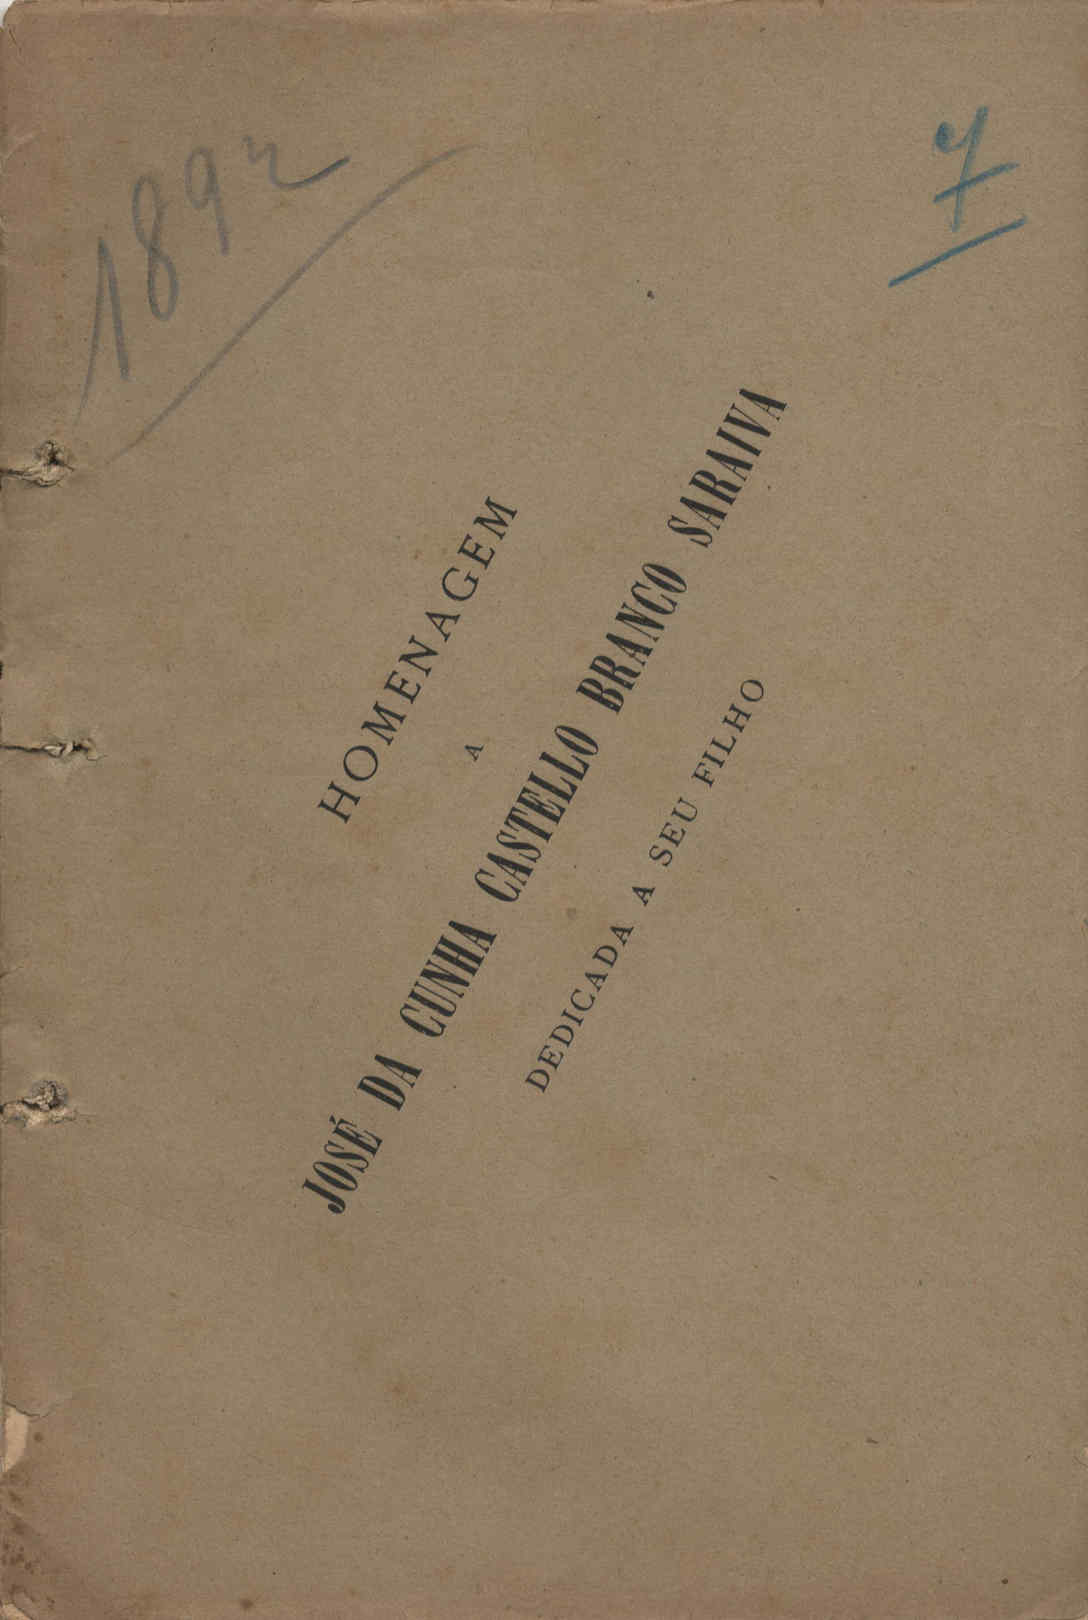 1892
7
HOMENAGEM
A
JOSÉ DA CUNHA CASTELLO BRANCO SARAIVA
DEDICADA A SEU FILHO